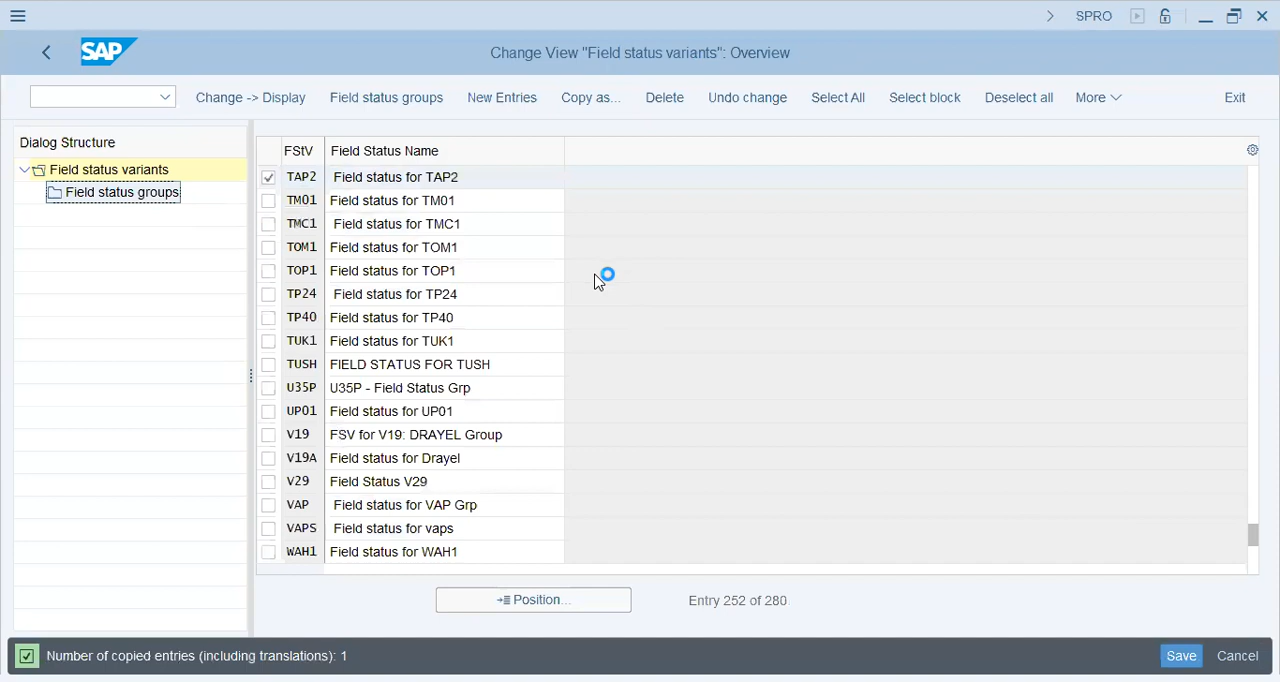 SPRO
SAP
Change View "Field status variants": Overview
Change -> Display Field status groups New Entries Copy as... Delete Undo change Select All Select block Deselect all More Exit
Dialog Structure
Field status variants
Field status groups
FStV Field Status Name
TAP2 Field status for TAP2
TM01 Field status for TM01
TMC1 Field status for TMC1
TOM1 Field status for TOM1
TOP1 Field status for TOP1
TP24 Field status for TP24
TP40 Field status for TP40
TUK1 Field status for TUK1
TUSH FIELD STATUS FOR TUSH
U35P U35P - Field Status Grp
UP01 Field status for UP01
V19 FSV for V19: DRAYEL Group
V19A Field status for Drayel
V29 Field Status V29
VAP Field status for VAP Grp
VAPS Field status for vaps
WAH1 Field status for WAH1
Position... Entry 252 of 280
Number of copied entries (including translations): 1 Save Cancel